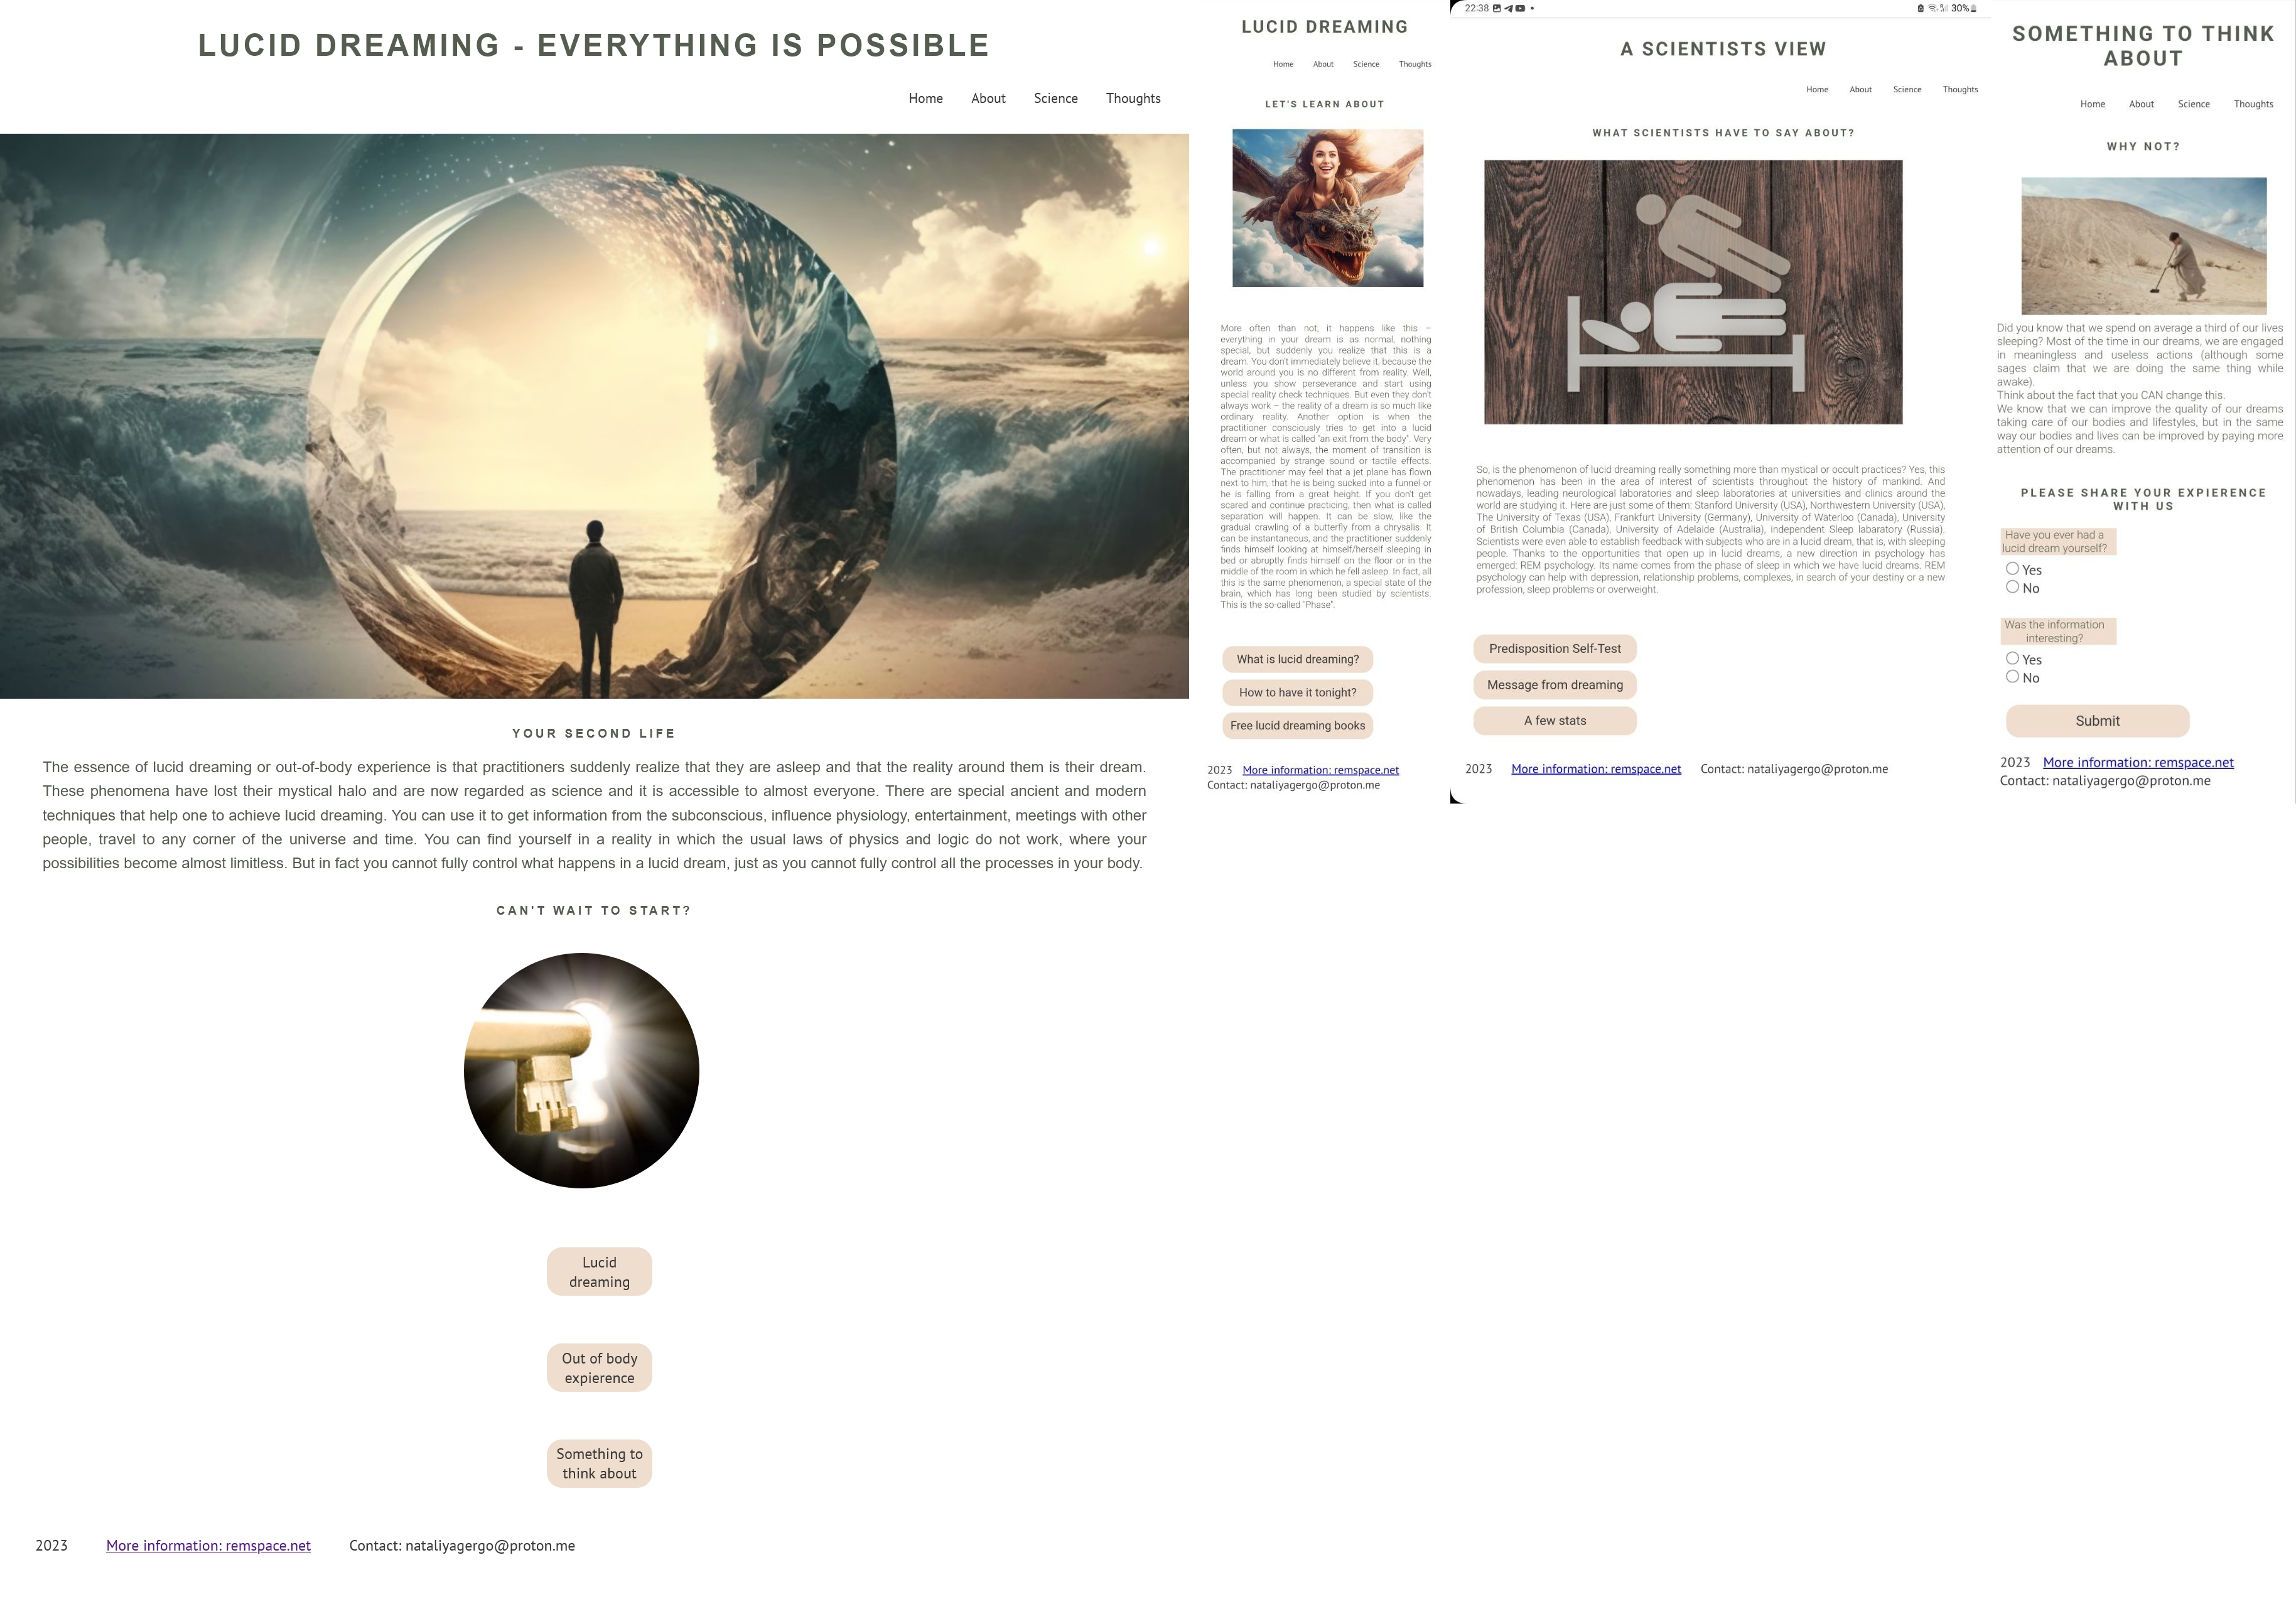 LUCID DREAMING - EVERYTHING IS POSSIBLE
Home About Science Thoughts
YOUR SECOND LIFE
The essence of lucid dreaming or out-of-body experience is that practitioners suddenly realize that they are asleep and that the reality around them is their dream.
These phenomena have lost their mystical halo and are now regarded as science and it is accessible to almost everyone. There are special ancient and modern
techniques that help one to achieve lucid dreaming. You can use it to get information from the subconscious, influence physiology, entertainment, meetings with other
people, travel to any corner of the universe and time. You can find yourself in a reality in which the usual laws of physics and logic do not work, where your
possibilities become almost limitless. But in fact you cannot fully control what happens in a lucid dream, just as you cannot fully control all the processes in your body.
CAN'T WAIT TO START?
Lucid
dreaming
Out of body
expierence
Something to
think about
2023 More information: remspace.net Contact: nataliyagergo@proton.me
LUCID DREAMING
Home About Science Thoughts
LET'S LEARN ABOUT
More often than not, it happens like this –
everything in your dream is as normal, nothing
special, but suddenly you realize that this is a
dream. You don't immediately believe it, because the
world around you is no different from reality. Well,
unless you show perseverance and start using
special reality check techniques. But even they don't
always work – the reality of a dream is so much like
ordinary reality. Another option is when the
practitioner consciously tries to get into a lucid
dream or what is called "an exit from the body". Very
often, but not always, the moment of transition is
accompanied by strange sound or tactile effects.
The practitioner may feel that a jet plane has flown
next to him, that he is being sucked into a funnel or
he is falling from a great height. If you don't get
scared and continue practicing, then what is called
separation will happen. It can be slow, like the
gradual crawling of a butterfly from a chrysalis. It
can be instantaneous, and the practitioner suddenly
finds himself looking at himself/herself sleeping in
bed or abruptly finds himself on the floor or in the
middle of the room in which he fell asleep. In fact, all
this is the same phenomenon, a special state of the
brain, which has long been studied by scientists.
This is the so-called "Phase".
What is lucid dreaming?
How to have it tonight?
Free lucid dreaming books
2023 More information: remspace.net
Contact: nataliyagergo@proton.me
22:38 30%
A SCIENTISTS VIEW
Home About Science Thoughts
WHAT SCIENTISTS HAVE TO SAY ABOUT?
So, is the phenomenon of lucid dreaming really something more than mystical or occult practices? Yes, this
phenomenon has been in the area of interest of scientists throughout the history of mankind. And
nowadays, leading neurological laboratories and sleep laboratories at universities and clinics around the
world are studying it. Here are just some of them: Stanford University (USA), Northwestern University (USA),
The University of Texas (USA), Frankfurt University (Germany), University of Waterloo (Canada), University
of British Columbia (Canada), University of Adelaide (Australia), independent Sleep labaratory (Russia).
Scientists were even able to establish feedback with subjects who are in a lucid dream, that is, with sleeping
people. Thanks to the opportunities that open up in lucid dreams, a new direction in psychology has
emerged: REM psychology. Its name comes from the phase of sleep in which we have lucid dreams. REM
psychology can help with depression, relationship problems, complexes, in search of your destiny or a new
profession, sleep problems or overweight.
Predisposition Self-Test
Message from dreaming
A few stats
2023 More information: remspace.net Contact: nataliyagergo@proton.me
SOMETHING TO THINK
ABOUT
Home About Science Thoughts
WHY NOT?
Did you know that we spend on average a third of our lives
sleeping? Most of the time in our dreams, we are engaged
in meaningless and useless actions (although some
sages claim that we are doing the same thing while
awake).
Think about the fact that you CAN change this.
We know that we can improve the quality of our dreams
taking care of our bodies and lifestyles, but in the same
way our bodies and lives can be improved by paying more
attention of our dreams.
PLEASE SHARE YOUR EXPIERENCE
WITH US
Have you ever had a
lucid dream yourself?
Yes
No
Was the information
interesting?
Yes
No
Submit
2023 More information: remspace.net
Contact: nataliyagergo@proton.me